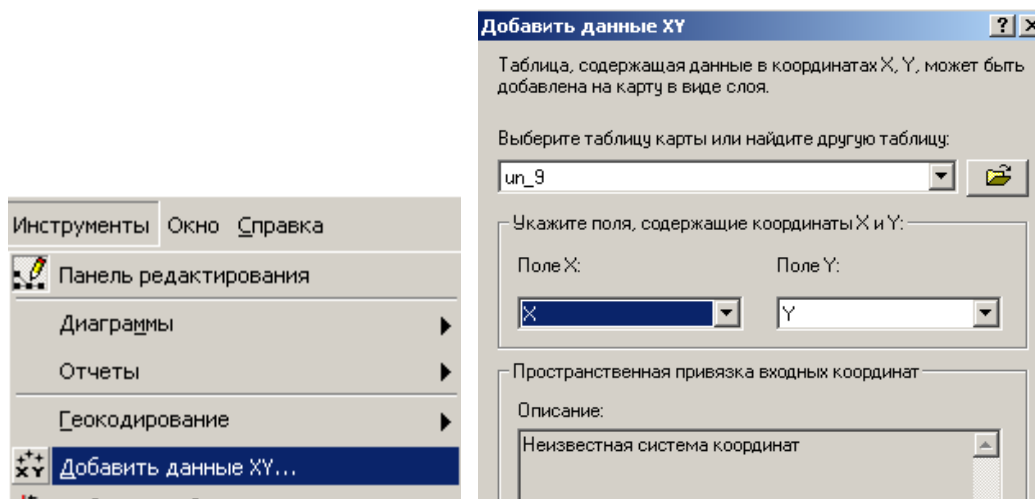 Инструменты Окно Справка
Панель редактирования
Диаграммы
Отчеты
Геокодирование
XY Добавить данные XY...
Добавить данные XY
Таблица, содержащая данные в координатах X, Y, может быть
добавлена на карту в виде слоя.
Выберите таблицу карты или найдите другую таблицу:
un_9
Укажите поля, содержащие координаты X и Y:
Поле X: Поле Y:
X Y
Пространственная привязка входных координат
Описание:
Неизвестная система координат